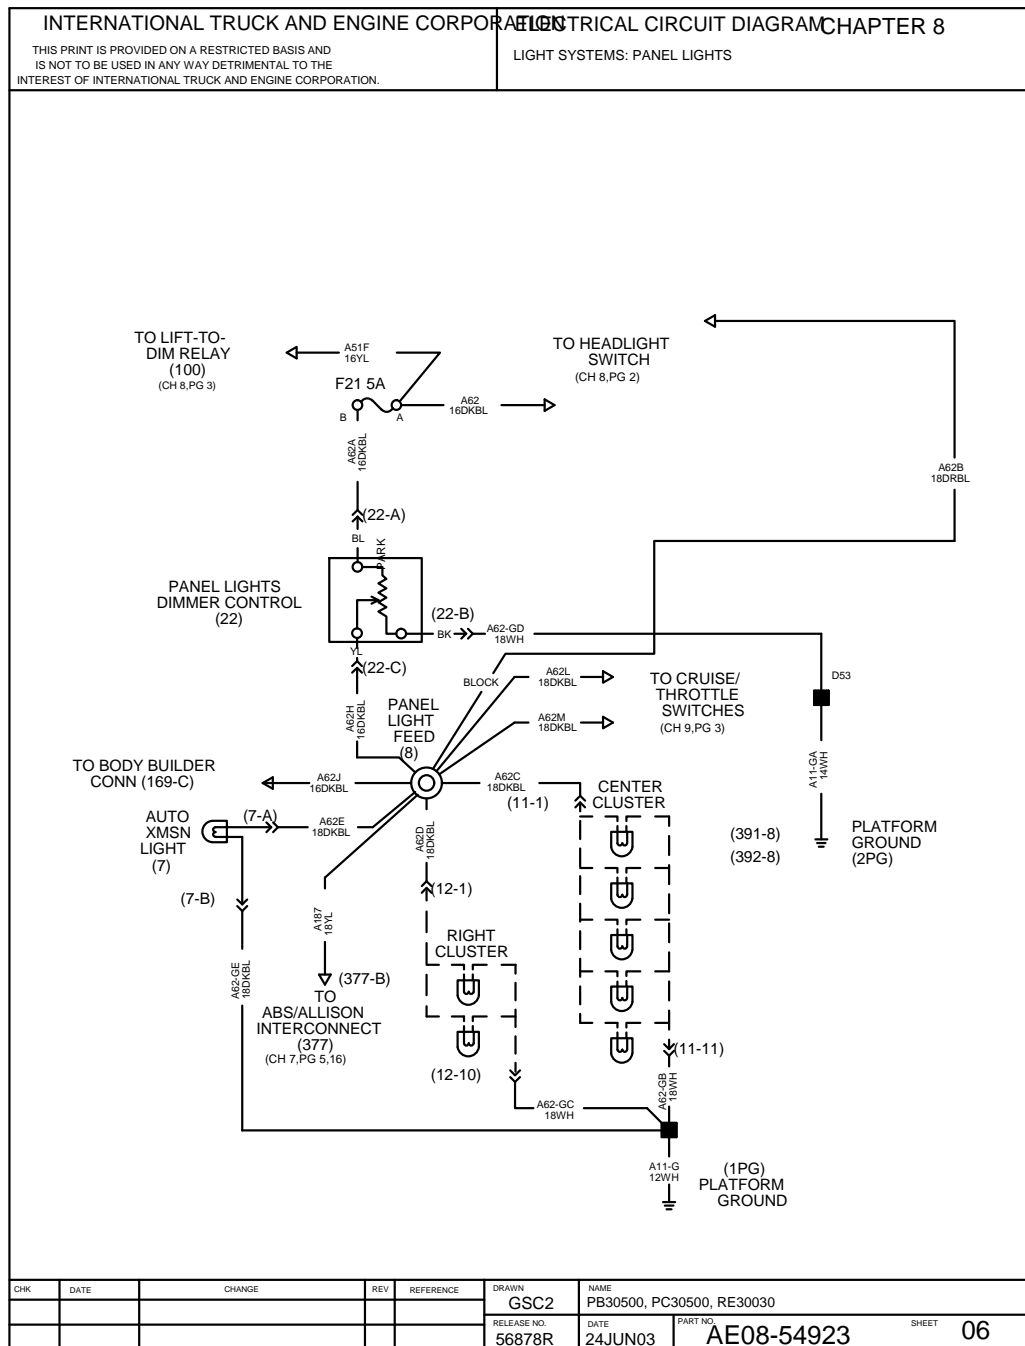 INTERNATIONAL TRUCK AND ENGINE CORPORATION
ELECTRICAL CIRCUIT DIAGRAM
CHAPTER 8
THIS PRINT IS PROVIDED ON A RESTRICTED BASIS AND
IS NOT TO BE USED IN ANY WAY DETRIMENTAL TO THE
INTEREST OF INTERNATIONAL TRUCK AND ENGINE CORPORATION.
LIGHT SYSTEMS: PANEL LIGHTS
TO LIFT-TO-
DIM RELAY
(100)
(CH 8,PG 3)
A51F
16YL
TO HEADLIGHT
SWITCH
(CH 8,PG 2)
F21 5A
B
A
A62
16DKBL
A62A
16DKBL
A62B
18DRBL
(22-A)
BL
PARK
PANEL LIGHTS
DIMMER CONTROL
(22)
(22-B)
BK
A62-GD
18WH
YL
(22-C)
BLOCK
A62L
18DKBL
TO CRUISE/
THROTTLE
SWITCHES
(CH 9,PG 3)
D53
A62H
16DKBL
PANEL
LIGHT
FEED
(8)
A62M
18DKBL
A11-GA
14WH
TO BODY BUILDER
CONN (169-C)
A62J
16DKBL
A62C
18DKBL
(11-1)
CENTER
CLUSTER
AUTO
XMSN
LIGHT
(7)
(7-A)
A62E
18DKBL
A62D
18DKBL
(391-8)
(392-8)
PLATFORM
GROUND
(2PG)
(7-B)
(12-1)
A187
18YL
RIGHT
CLUSTER
A62-GE
18DKBL
(377-B)
TO
ABS/ALLISON
INTERCONNECT
(377)
(CH 7,PG 5,16)
(12-10)
(11-11)
A62-GB
18WH
A62-GC
18WH
A11-G
12WH
(1PG)
PLATFORM
GROUND
CHK
DATE
CHANGE
REV
REFERENCE
DRAWN
GSC2
NAME
PB30500, PC30500, RE30030
RELEASE NO.
56878R
DATE
24JUN03
PART NO.
AE08-54923
SHEET
06